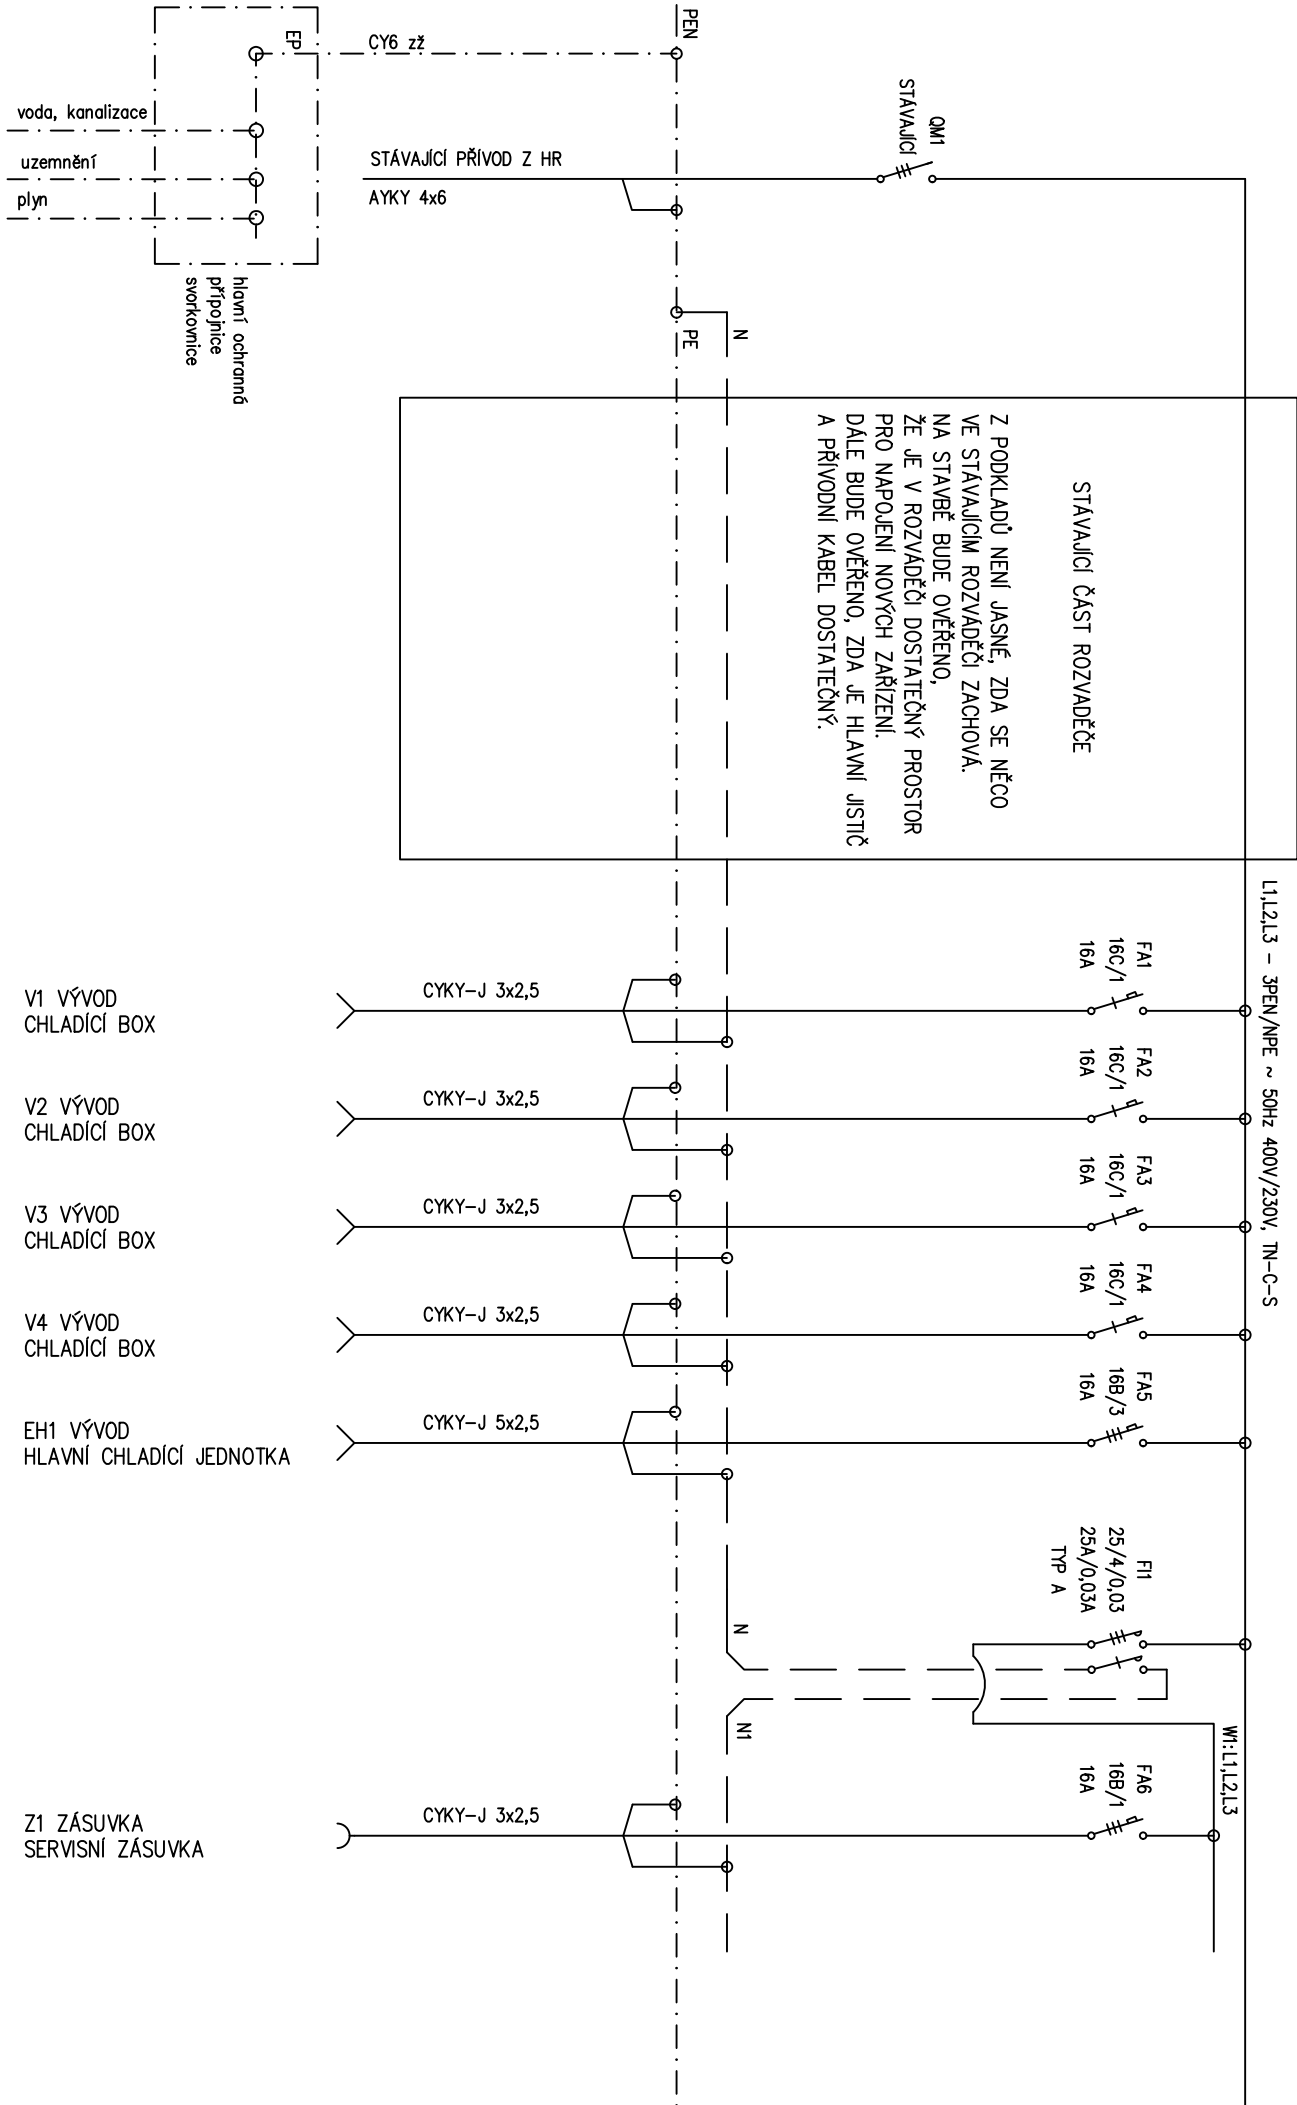 PEN
EP
CY6 zž
voda, kanalizace
uzemnění
plyn
hlavní ochranná
přípojnice
svorkovnice
STÁVAJÍCÍ PŘÍVOD Z HR
AYKY 4x6
QM1
STÁVAJÍCÍ
PE
N
STÁVAJÍCÍ ČÁST ROZVADĚČE
Z PODKLADŮ NENÍ JASNÉ, ZDA SE NĚCO
VE STÁVAJÍCÍM ROZVÁDĚČI ZACHOVÁ.
NA STAVBĚ BUDE OVĚŘENO,
ŽE JE V ROZVÁDĚČI DOSTATEČNÝ PROSTOR
PRO NAPOJENÍ NOVÝCH ZAŘÍZENÍ.
DÁLE BUDE OVĚŘENO, ZDA JE HLAVNÍ JISTIČ
A PŘÍVODNÍ KABEL DOSTATEČNÝ.
L1,L2,L3 - 3PEN/NPE ~ 50Hz 400V/230V, TN-C-S
FA1
16C/1
16A
CYKY-J 3x2,5
V1 VÝVOD
CHLADÍCÍ BOX
FA2
16C/1
16A
CYKY-J 3x2,5
V2 VÝVOD
CHLADÍCÍ BOX
FA3
16C/1
16A
CYKY-J 3x2,5
V3 VÝVOD
CHLADÍCÍ BOX
FA4
16C/1
16A
CYKY-J 3x2,5
V4 VÝVOD
CHLADÍCÍ BOX
FA5
16B/3
16A
CYKY-J 5x2,5
EH1 VÝVOD
HLAVNÍ CHLADÍCÍ JEDNOTKA
FI1
25/4/0,03
25A/0,03A
TYP A
N
N1
W1:L1,L2,L3
FA6
16B/1
16A
CYKY-J 3x2,5
Z1 ZÁSUVKA
SERVISNÍ ZÁSUVKA